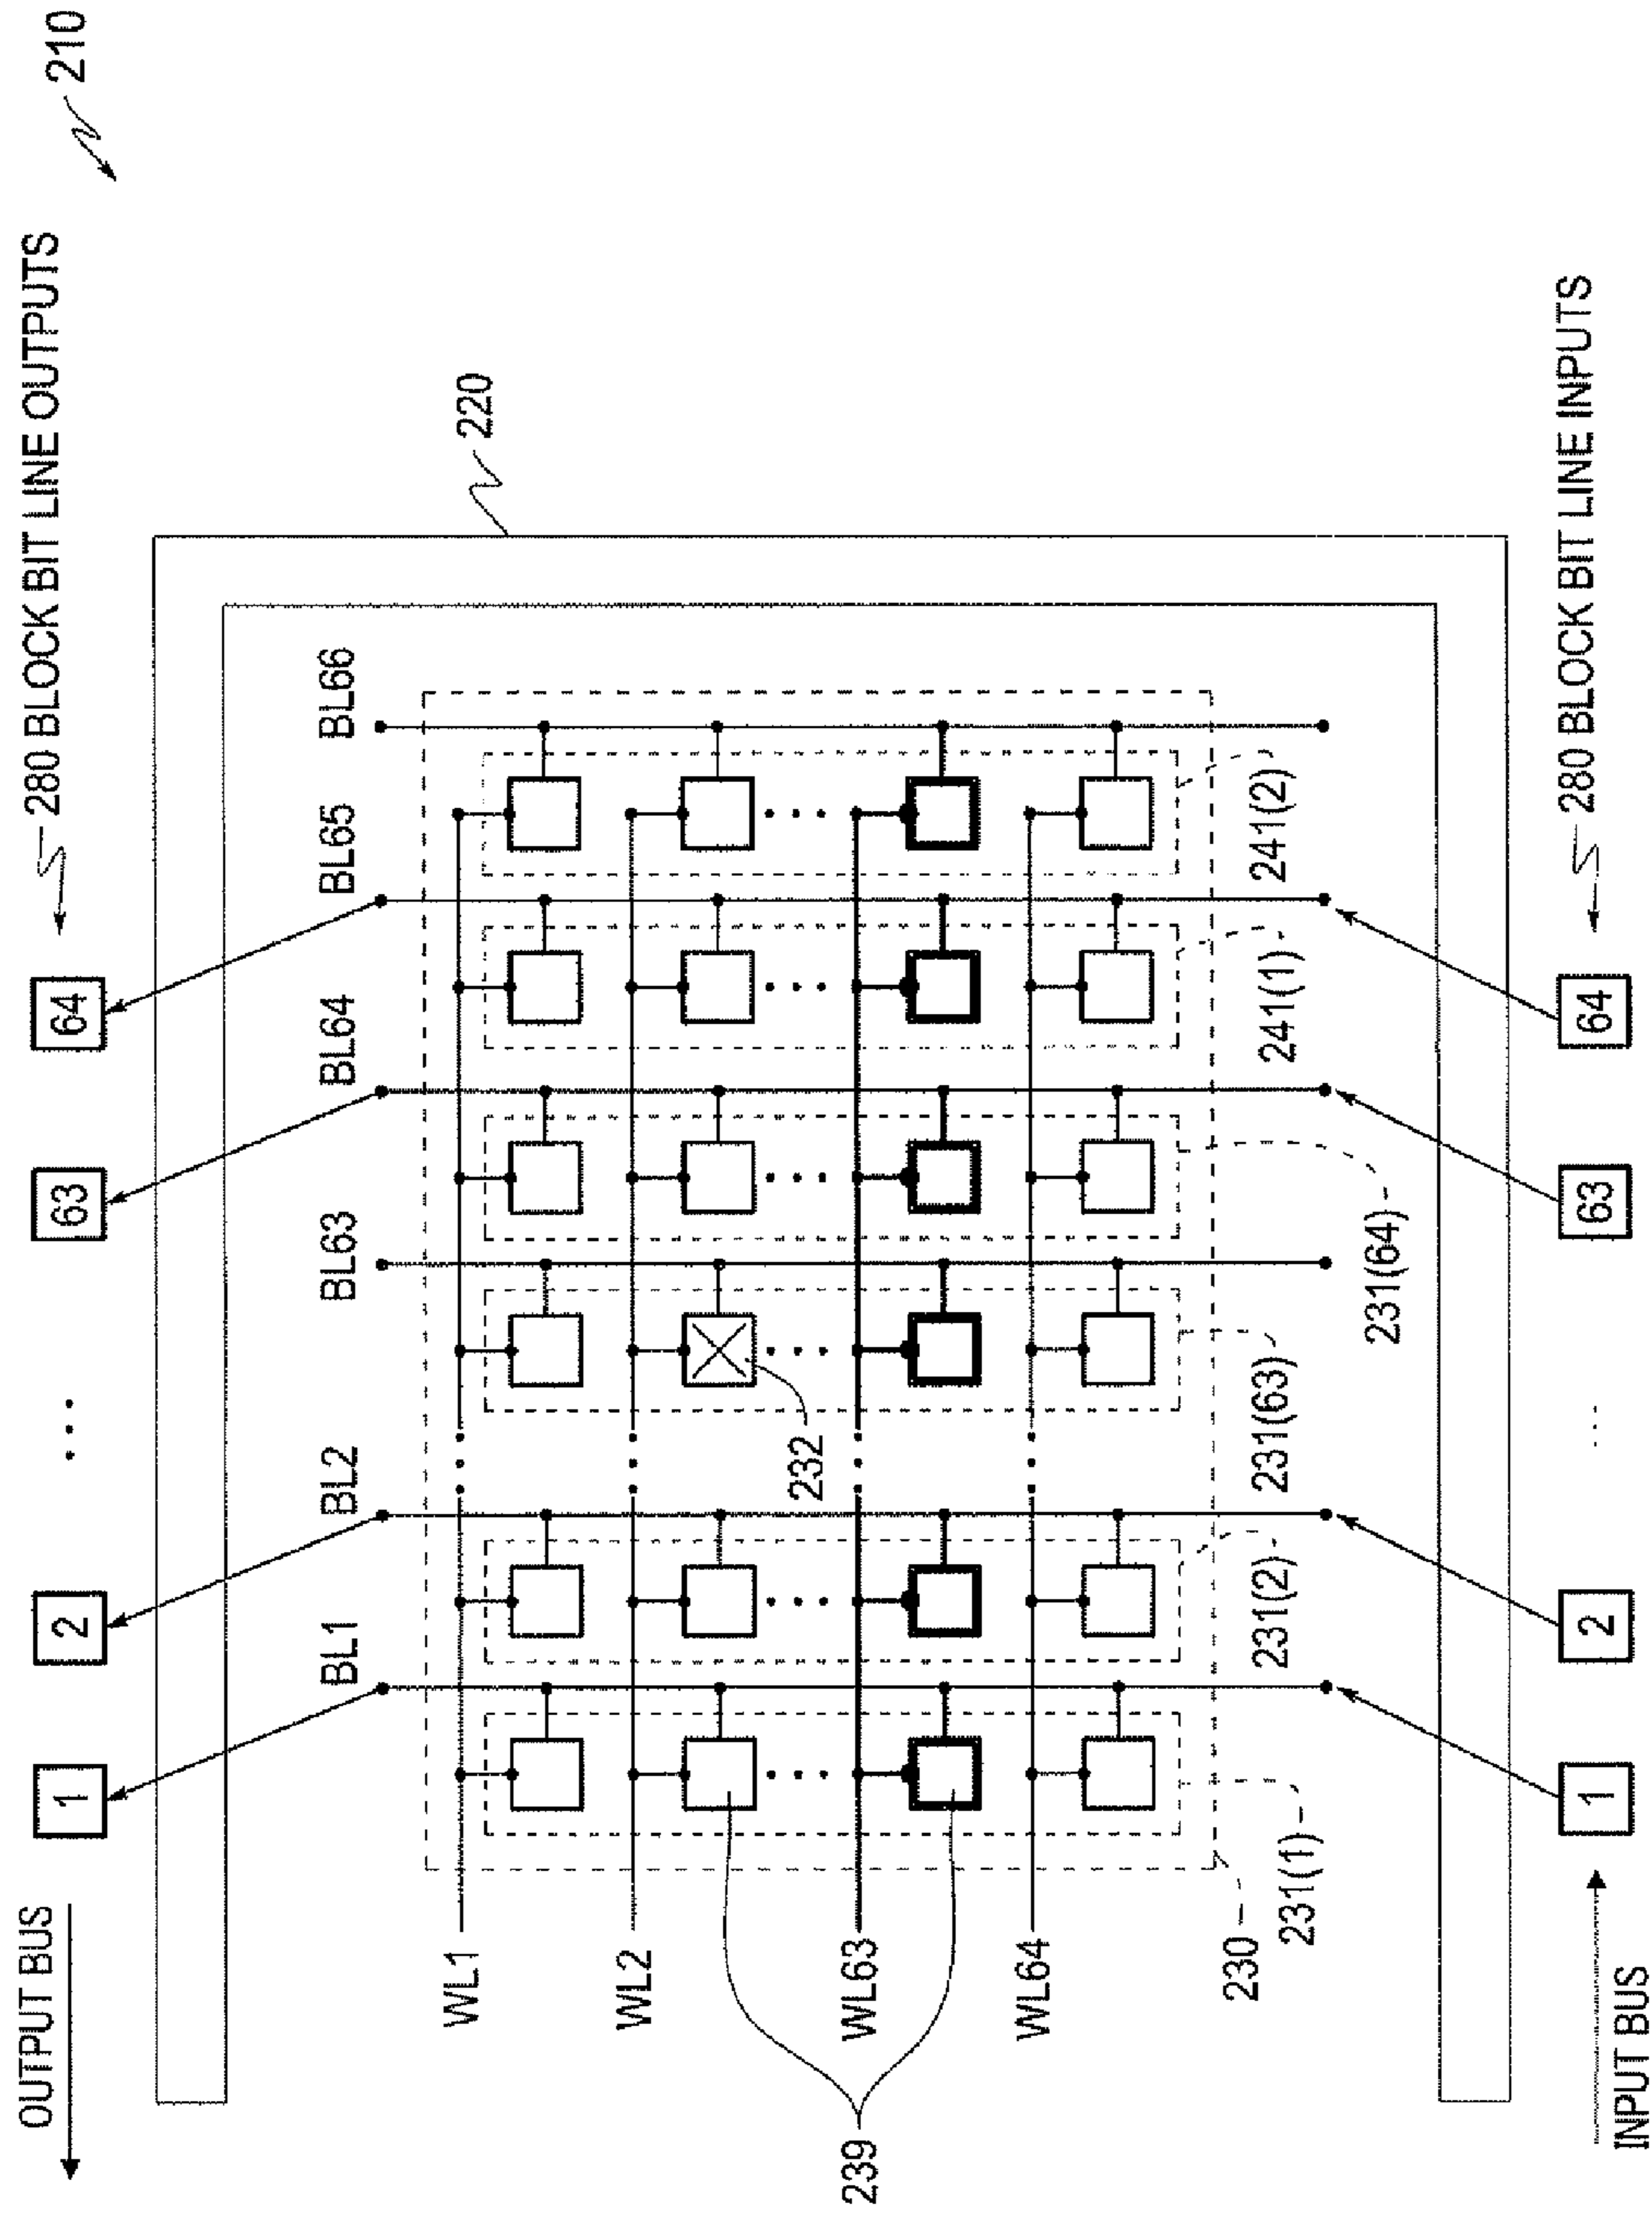 210
OUTPUT BUS
1
2
...
63
64
280 BLOCK BIT LINE OUTPUTS
220
BL1
BL2
BL63
BL64
BL65
BL66
WL1
WL2
232
239
WL63
WL64
230
231(1)
231(2)
231(63)
231(64)
241(1)
241(2)
INPUT BUS
1
2
...
63
64
280 BLOCK BIT LINE INPUTS